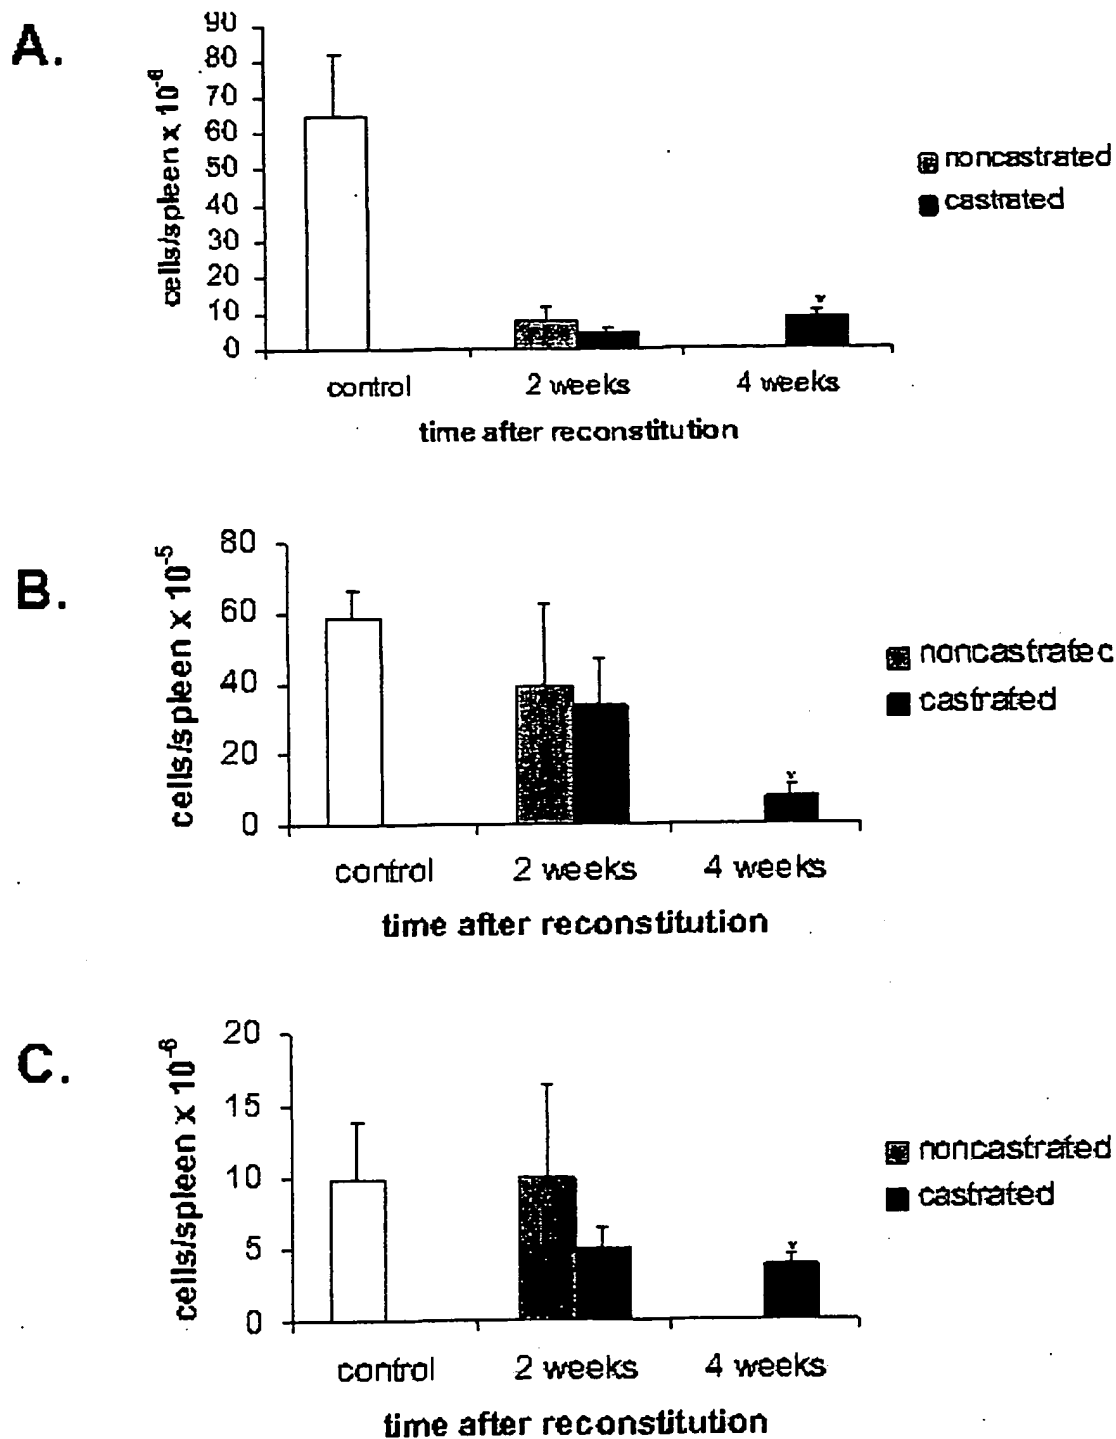 A.
cells/spleen x 10⁻⁶
90
80
70
60
50
40
30
20
10
0
control
2 weeks
4 weeks
time after reconstitution
*
noncastrated
castrated
B.
cells/spleen x 10⁻⁵
80
60
40
20
0
control
2 weeks
4 weeks
time after reconstitution
*
noncastrated
castrated
C.
cells/spleen x 10⁻⁶
20
15
10
5
0
control
2 weeks
4 weeks
time after reconstitution
*
noncastrated
castrated